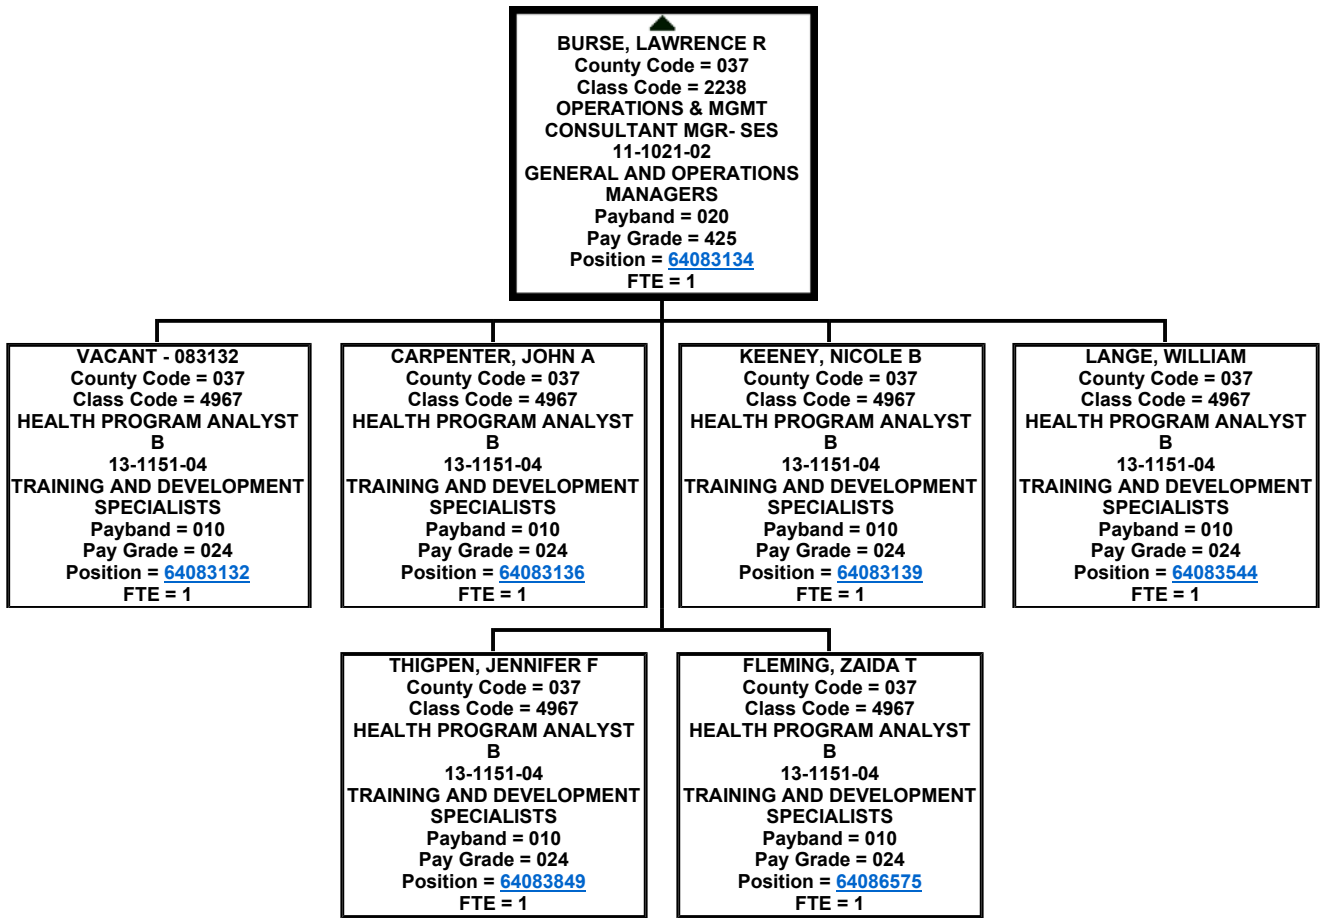 BURSE, LAWRENCE R
County Code = 037
Class Code = 2238
OPERATIONS & MGMT
CONSULTANT MGR- SES
11-1021-02
GENERAL AND OPERATIONS
MANAGERS
Payband = 020
Pay Grade = 425
Position = 64083134
FTE = 1
VACANT - 083132
County Code = 037
Class Code = 4967
HEALTH PROGRAM ANALYST
B
13-1151-04
TRAINING AND DEVELOPMENT
SPECIALISTS
Payband = 010
Pay Grade = 024
Position = 64083132
FTE = 1
CARPENTER, JOHN A
County Code = 037
Class Code = 4967
HEALTH PROGRAM ANALYST
B
13-1151-04
TRAINING AND DEVELOPMENT
SPECIALISTS
Payband = 010
Pay Grade = 024
Position = 64083136
FTE = 1
KEENEY, NICOLE B
County Code = 037
Class Code = 4967
HEALTH PROGRAM ANALYST
B
13-1151-04
TRAINING AND DEVELOPMENT
SPECIALISTS
Payband = 010
Pay Grade = 024
Position = 64083139
FTE = 1
LANGE, WILLIAM
County Code = 037
Class Code = 4967
HEALTH PROGRAM ANALYST
B
13-1151-04
TRAINING AND DEVELOPMENT
SPECIALISTS
Payband = 010
Pay Grade = 024
Position = 64083544
FTE = 1
THIGPEN, JENNIFER F
County Code = 037
Class Code = 4967
HEALTH PROGRAM ANALYST
B
13-1151-04
TRAINING AND DEVELOPMENT
SPECIALISTS
Payband = 010
Pay Grade = 024
Position = 64083849
FTE = 1
FLEMING, ZAIDA T
County Code = 037
Class Code = 4967
HEALTH PROGRAM ANALYST
B
13-1151-04
TRAINING AND DEVELOPMENT
SPECIALISTS
Payband = 010
Pay Grade = 024
Position = 64086575
FTE = 1